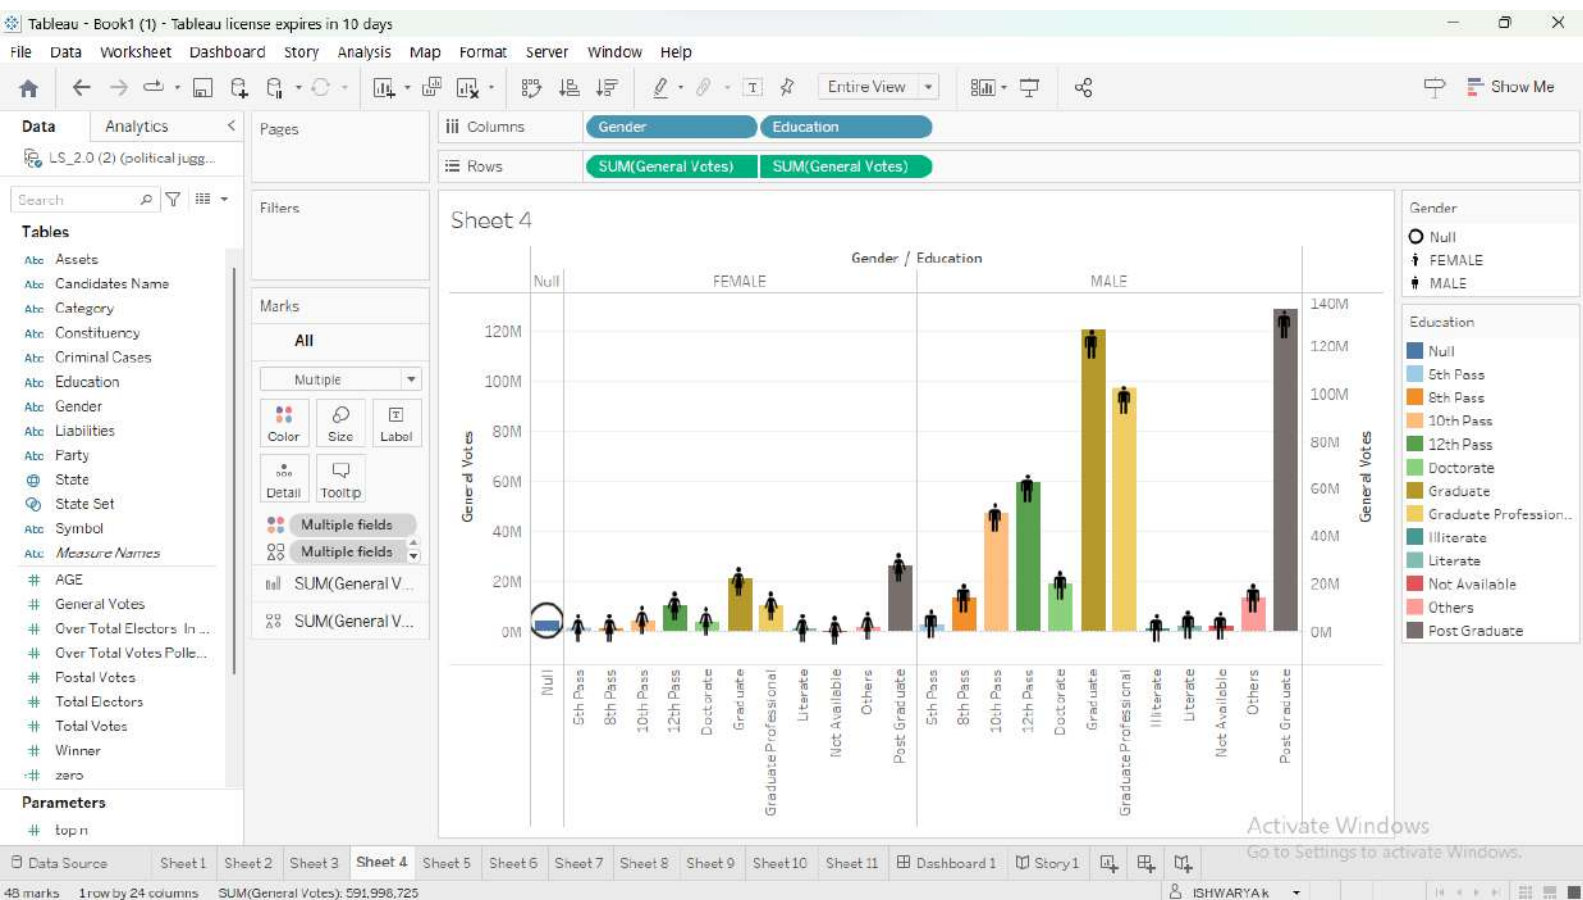 Tableau - Book1 (1) - Tableau license expires in 10 days
File Data Worksheet Dashboard Story Analysis Map Format Server Window Help
Entire View
Show Me
Data Analytics
LS_2.0 (2) (political jugg...
Search
Tables
Abc Assets
Abc Candidates Name
Abc Category
Abc Constituency
Abc Criminal Cases
Abc Education
Abc Gender
Abc Liabilities
Abc Party
State
State Set
Abc Symbol
Abc Measure Names
# AGE
# General Votes
# Over Total Electors In ...
# Over Total Votes Polle...
# Postal Votes
# Total Electors
# Total Votes
# Winner
=# zero
Parameters
# top n
Pages
Filters
Marks
All
Multiple
Color Size Label
Detail Tooltip
Multiple fields
Multiple fields
SUM(General V...
SUM(General V...
Columns Gender Education
Rows SUM(General Votes) SUM(General Votes)
Sheet 4
Gender / Education
Null FEMALE MALE
General Votes
120M
100M
80M
60M
40M
20M
0M
140M
120M
100M
80M
60M
40M
20M
0M
General Votes
Null
5th Pass
8th Pass
10th Pass
12th Pass
Doctorate
Graduate
Graduate Professional
Literate
Not Available
Others
Post Graduate
5th Pass
8th Pass
10th Pass
12th Pass
Doctorate
Graduate
Graduate Professional
Illiterate
Literate
Not Available
Others
Post Graduate
Gender
Null
FEMALE
MALE
Education
Null
5th Pass
8th Pass
10th Pass
12th Pass
Doctorate
Graduate
Graduate Profession..
Illiterate
Literate
Not Available
Others
Post Graduate
Activate Windows
Go to Settings to activate Windows.
Data Source Sheet 1 Sheet 2 Sheet 3 Sheet 4 Sheet 5 Sheet 6 Sheet 7 Sheet 8 Sheet 9 Sheet 10 Sheet 11 Dashboard 1 Story 1
48 marks 1 row by 24 columns SUM(General Votes): 591,998,725
ISHWARYA k